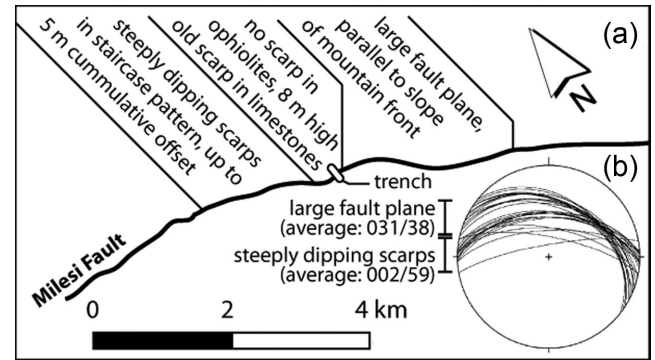 (a)
steeply dipping scarps
in staircase pattern, up to
5 m cummulative offset
no scarp in
ophiolites, 8 m high
old scarp in limestones
large fault plane,
parallel to slope
of mountain front
N
(b)
trench
large fault plane
(average: 031/38)
steeply dipping scarps
(average: 002/59)
Milesi Fault
0 2 4 km